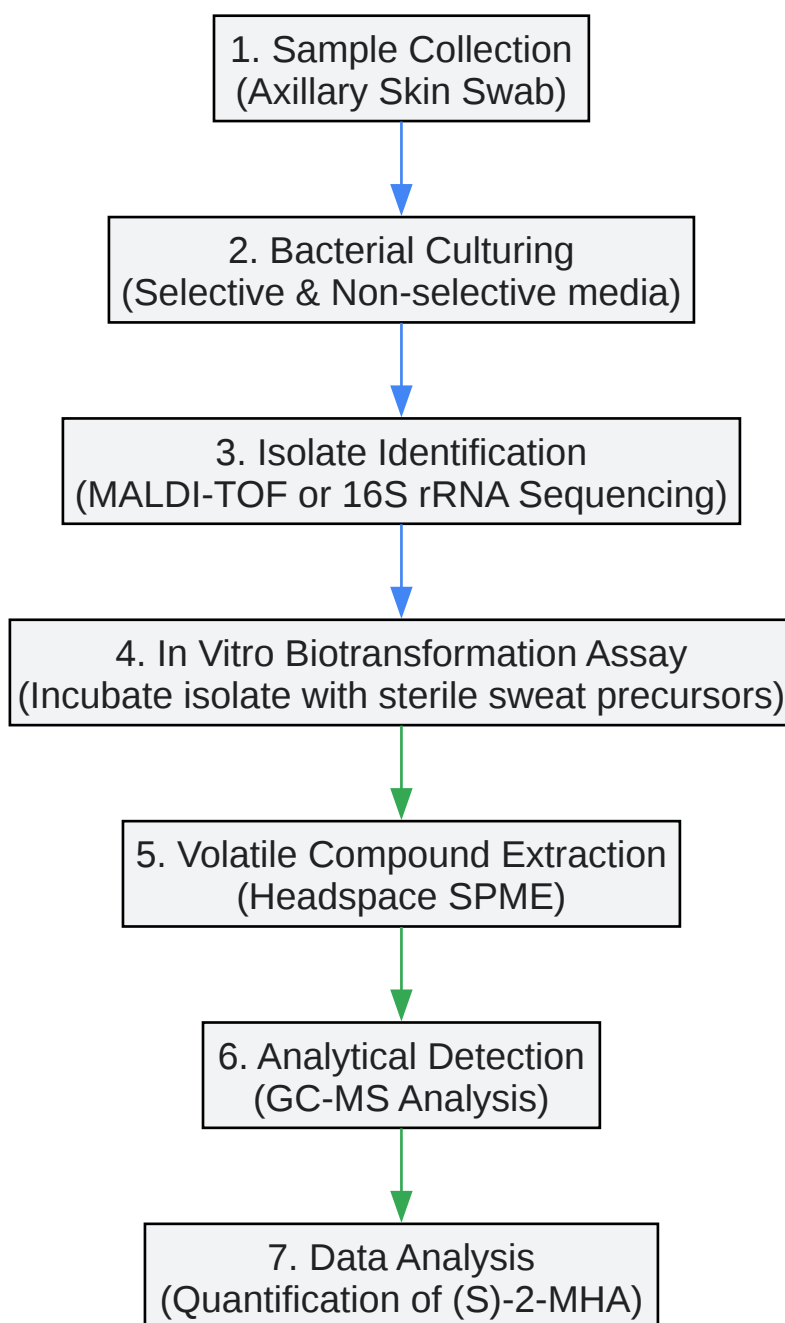 1. Sample Collection
(Axillary Skin Swab)
2. Bacterial Culturing
(Selective & Non-selective media)
3. Isolate Identification
(MALDI-TOF or 16S rRNA Sequencing)
4. In Vitro Biotransformation Assay
(Incubate isolate with sterile sweat precursors)
5. Volatile Compound Extraction
(Headspace SPME)
6. Analytical Detection
(GC-MS Analysis)
7. Data Analysis
(Quantification of (S)-2-MHA)